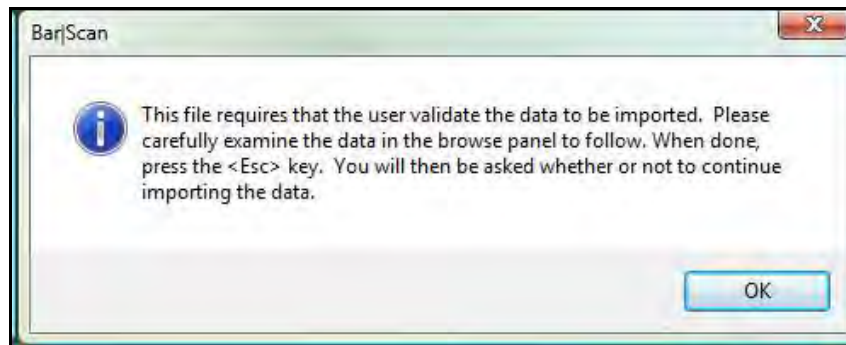 Bar|Scan
This file requires that the user validate the data to be imported.  Please
carefully examine the data in the browse panel to follow. When done,
press the <Esc> key.  You will then be asked whether or not to continue
importing the data.
OK